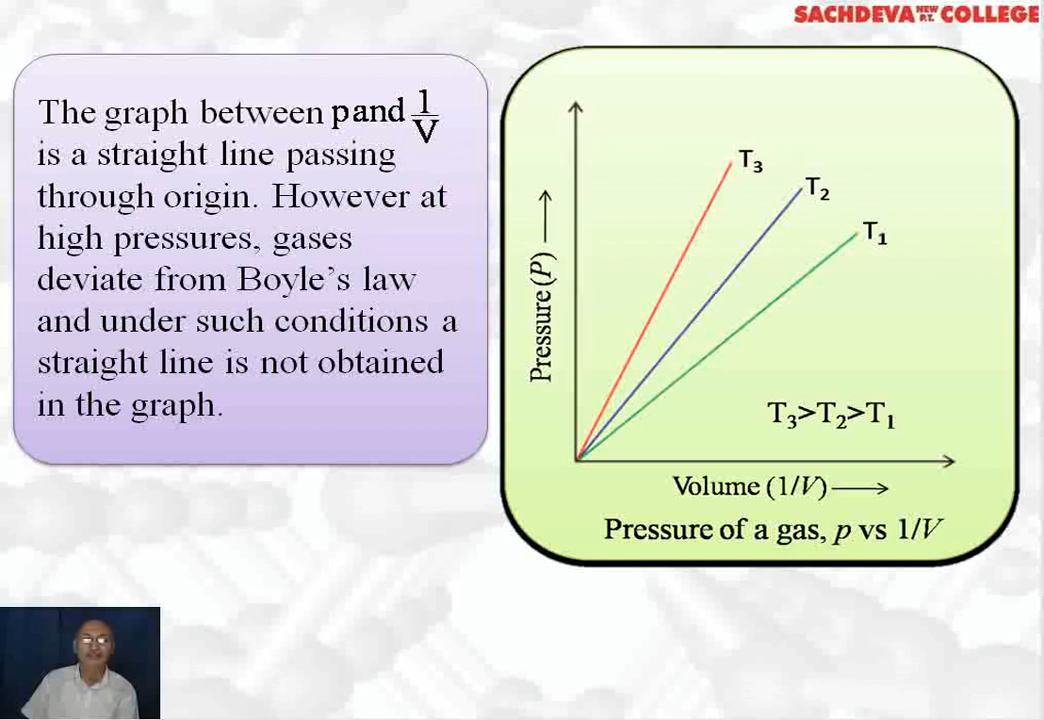 SACHDEVA NEW P.T. COLLEGE
The graph between p and 1/V
is a straight line passing
through origin. However at
high pressures, gases
deviate from Boyle’s law
and under such conditions a
straight line is not obtained
in the graph.
Pressure (P)
T₃
T₂
T₁
T₃>T₂>T₁
Volume (1/V)
Pressure of a gas, p vs 1/V